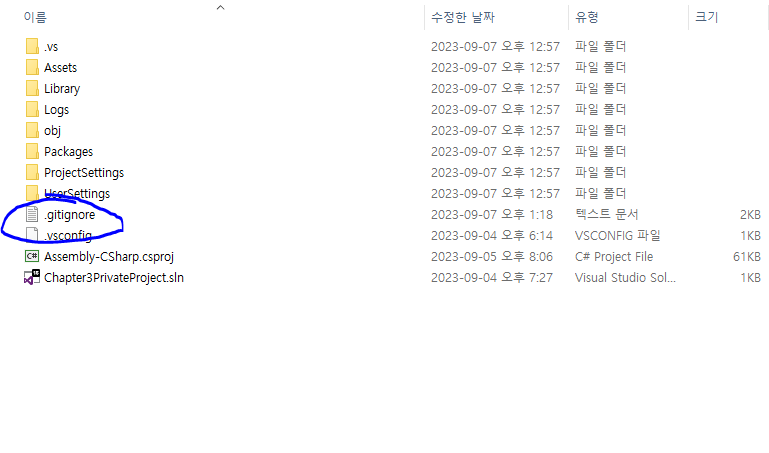 이름 수정한 날짜 유형 크기
.vs 2023-09-07 오후 12:57 파일 폴더
Assets 2023-09-07 오후 12:57 파일 폴더
Library 2023-09-07 오후 12:57 파일 폴더
Logs 2023-09-07 오후 12:57 파일 폴더
obj 2023-09-07 오후 12:57 파일 폴더
Packages 2023-09-07 오후 12:57 파일 폴더
ProjectSettings 2023-09-07 오후 12:57 파일 폴더
UserSettings 2023-09-07 오후 12:57 파일 폴더
.gitignore 2023-09-07 오후 1:18 텍스트 문서 2KB
.vsconfig 2023-09-04 오후 6:14 VSCONFIG 파일 1KB
Assembly-CSharp.csproj 2023-09-05 오후 8:06 C# Project File 61KB
Chapter3PrivateProject.sln 2023-09-04 오후 7:27 Visual Studio Sol... 1KB